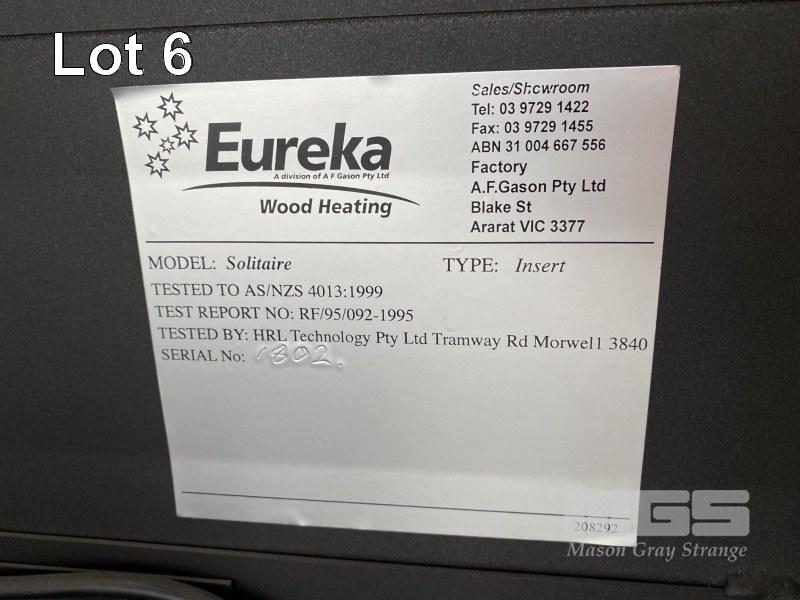 Lot 6
Eureka
A division of A F Gason Pty Ltd
Wood Heating
Sales/Showroom
Tel: 03 9729 1422
Fax: 03 9729 1455
ABN 31 004 667 556
Factory
A.F.Gason Pty Ltd
Blake St
Ararat VIC 3377
MODEL: Solitaire TYPE: Insert
TESTED TO AS/NZS 4013:1999
TEST REPORT NO: RF/95/092-1995
TESTED BY: HRL Technology Pty Ltd Tramway Rd Morwell 3840
SERIAL No: 1802.
208292
MGS
Mason Gray Strange